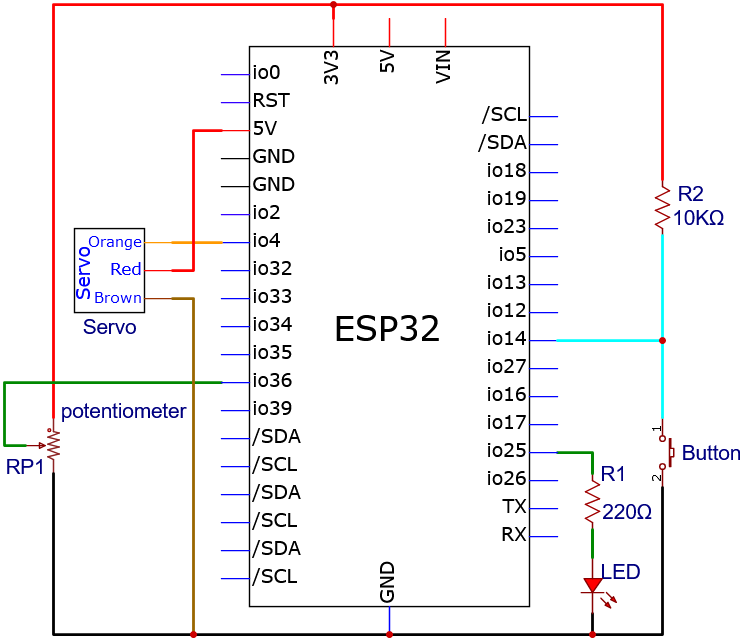 3V3
5V
VIN
io0
RST
5V
GND
GND
io2
io4
io32
io33
io34
io35
io36
io39
/SDA
/SCL
/SDA
/SCL
/SDA
/SCL
ESP32
GND
/SCL
/SDA
io18
io19
io23
io5
io13
io12
io14
io27
io16
io17
io25
io26
TX
RX
Orange
Red
Brown
Servo
Servo
potentiometer
RP1
R2
10KΩ
1
Button
2
R1
220Ω
LED